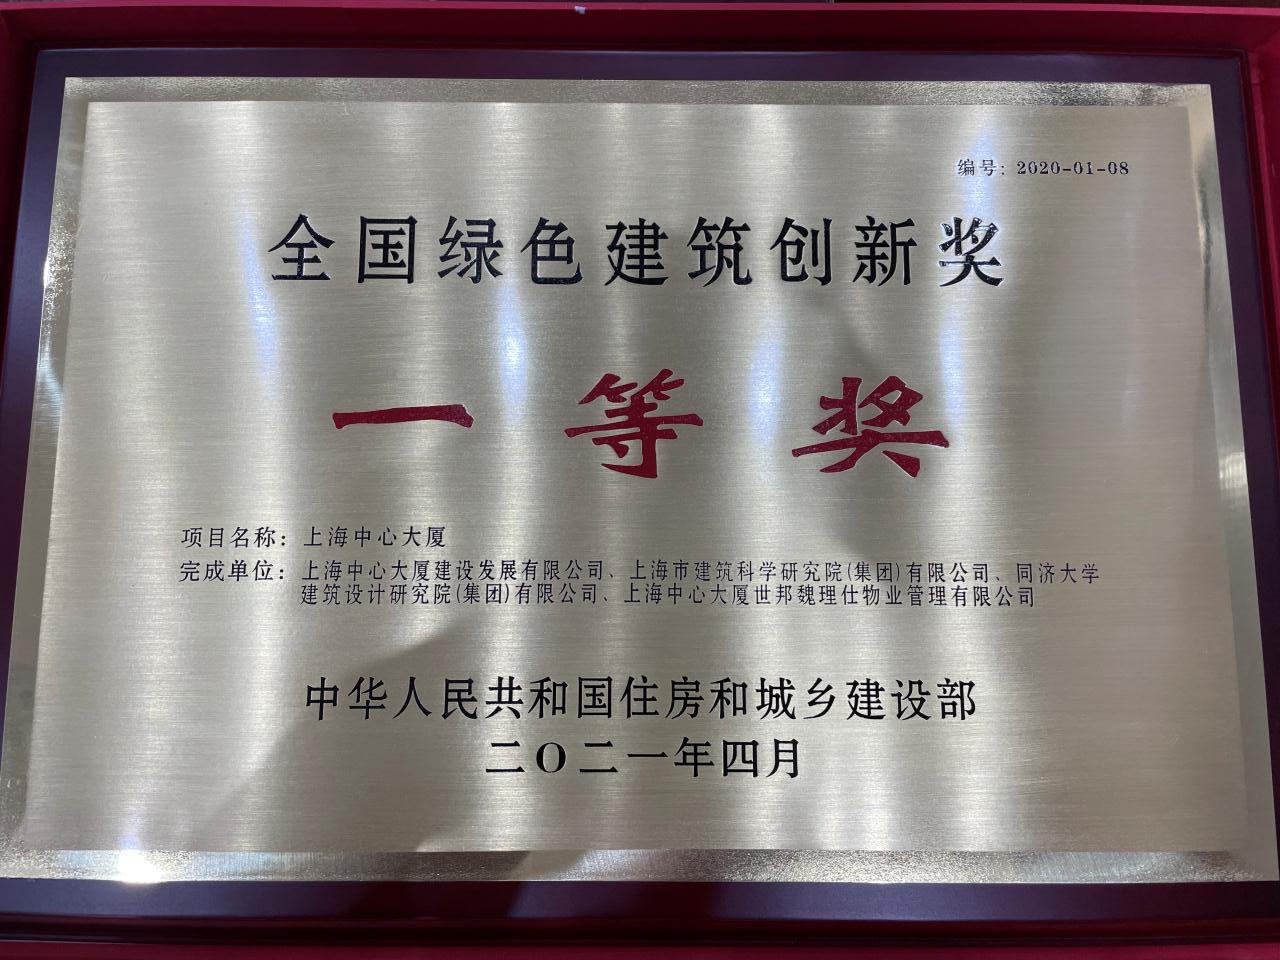 编号：2020-01-08
全国绿色建筑创新奖
一等奖
项目名称：上海中心大厦
完成单位：上海中心大厦建设发展有限公司、上海市建筑科学研究院(集团)有限公司、同济大学
建筑设计研究院(集团)有限公司、上海中心大厦世邦魏理仕物业管理有限公司
中华人民共和国住房和城乡建设部
二〇二一年四月